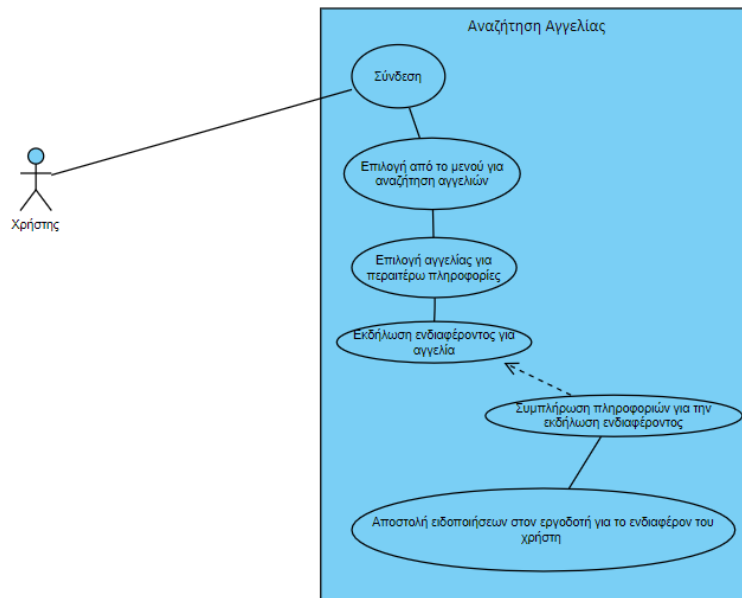 Αναζήτηση Αγγελίας
Σύνδεση
Επιλογή από το μενού για
αναζήτηση αγγελιών
Χρήστης
Επιλογή αγγελίας για
περαιτέρω πληροφορίες
Εκδήλωση ενδιαφέροντος για
αγγελία
Συμπλήρωση πληροφοριών για την
εκδήλωση ενδιαφέροντος
Αποστολή ειδοποιήσεων στον εργοδοτή για το ενδιαφέρον του
χρήστη